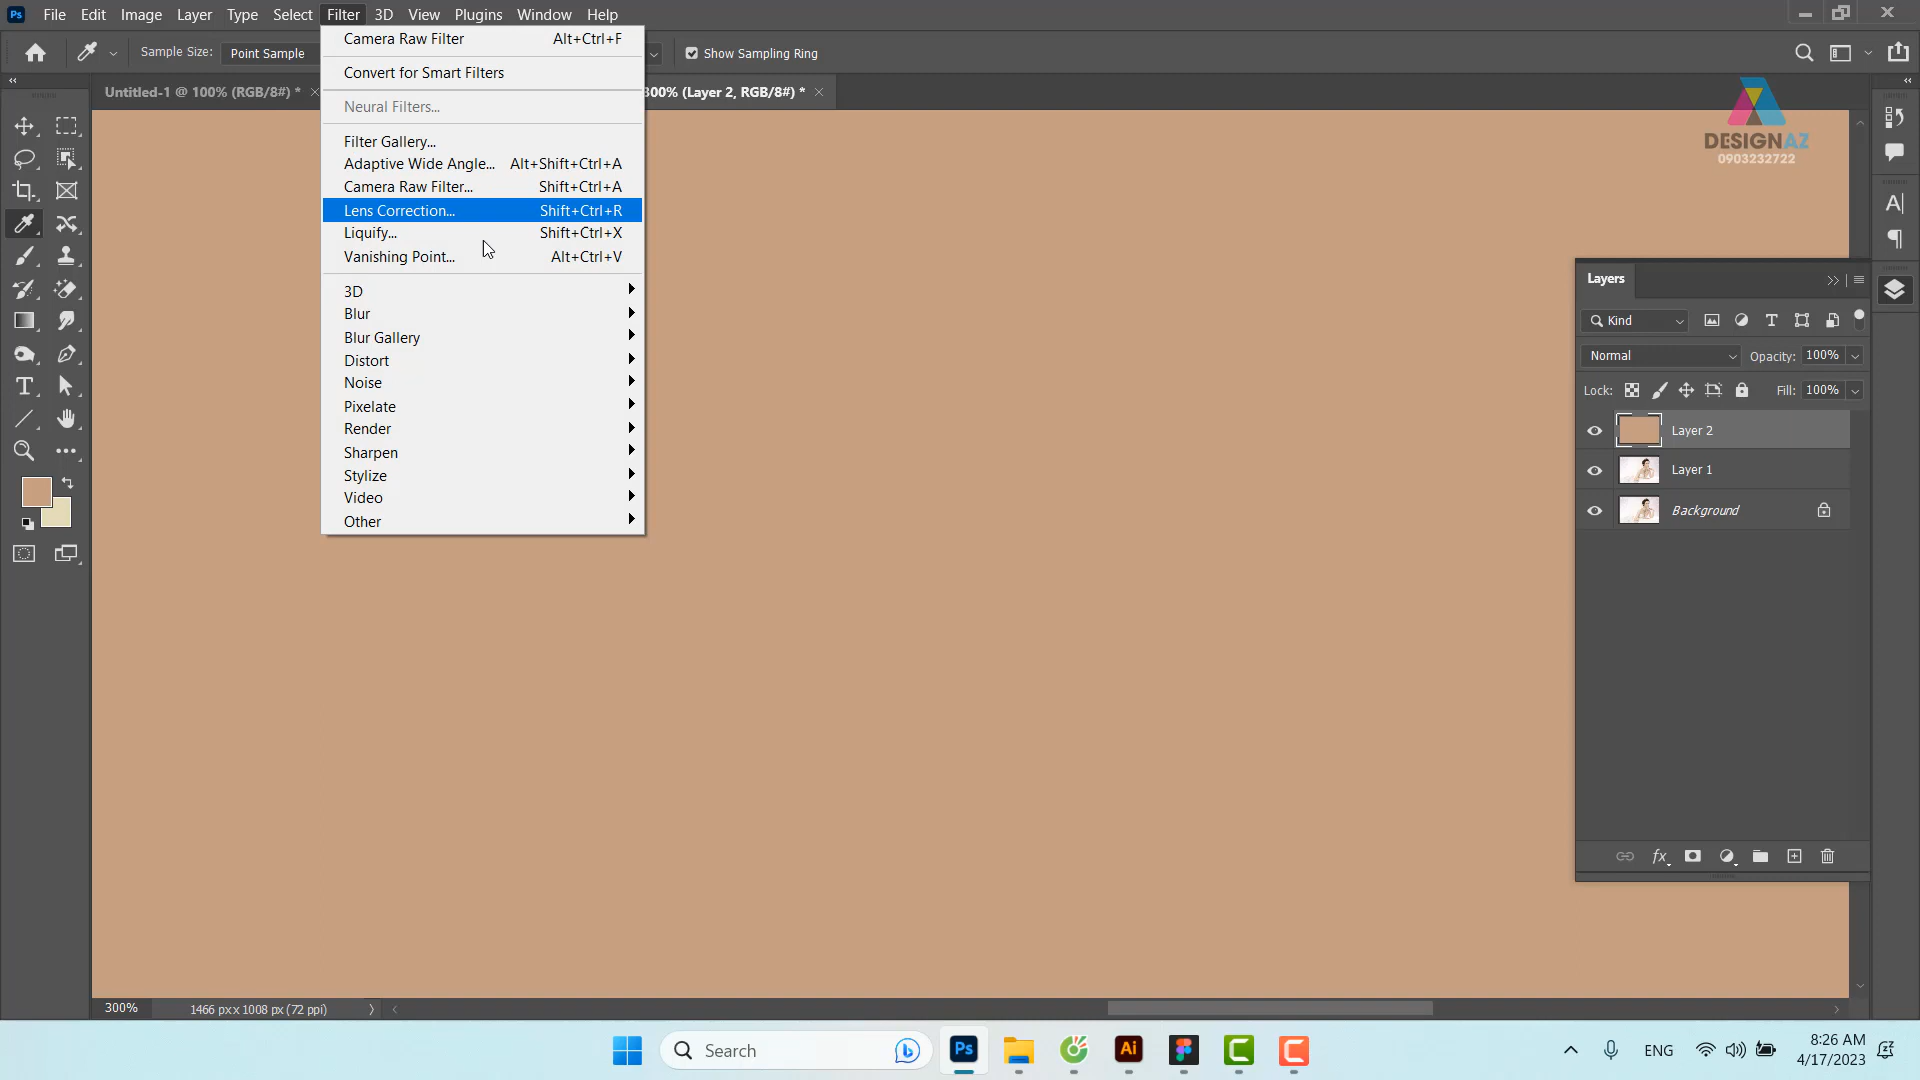 Ps File Edit Image Layer Type Select Filter 3D View Plugins Window Help
Sample Size: Point Sample Show Sampling Ring
Untitled-1 @ 100% (RGB/8#) * 300% (Layer 2, RGB/8#) *
Camera Raw Filter Alt+Ctrl+F
Convert for Smart Filters
Neural Filters...
Filter Gallery...
Adaptive Wide Angle... Alt+Shift+Ctrl+A
Camera Raw Filter... Shift+Ctrl+A
Lens Correction... Shift+Ctrl+R
Liquify... Shift+Ctrl+X
Vanishing Point... Alt+Ctrl+V
3D
Blur
Blur Gallery
Distort
Noise
Pixelate
Render
Sharpen
Stylize
Video
Other
DESIGNAZ
0903232722
Layers
Kind
Normal Opacity: 100%
Lock: Fill: 100%
Layer 2
Layer 1
Background
fx
300% 1466 px x 1008 px (72 ppi)
Search Ps Ai ENG 8:26 AM
4/17/2023